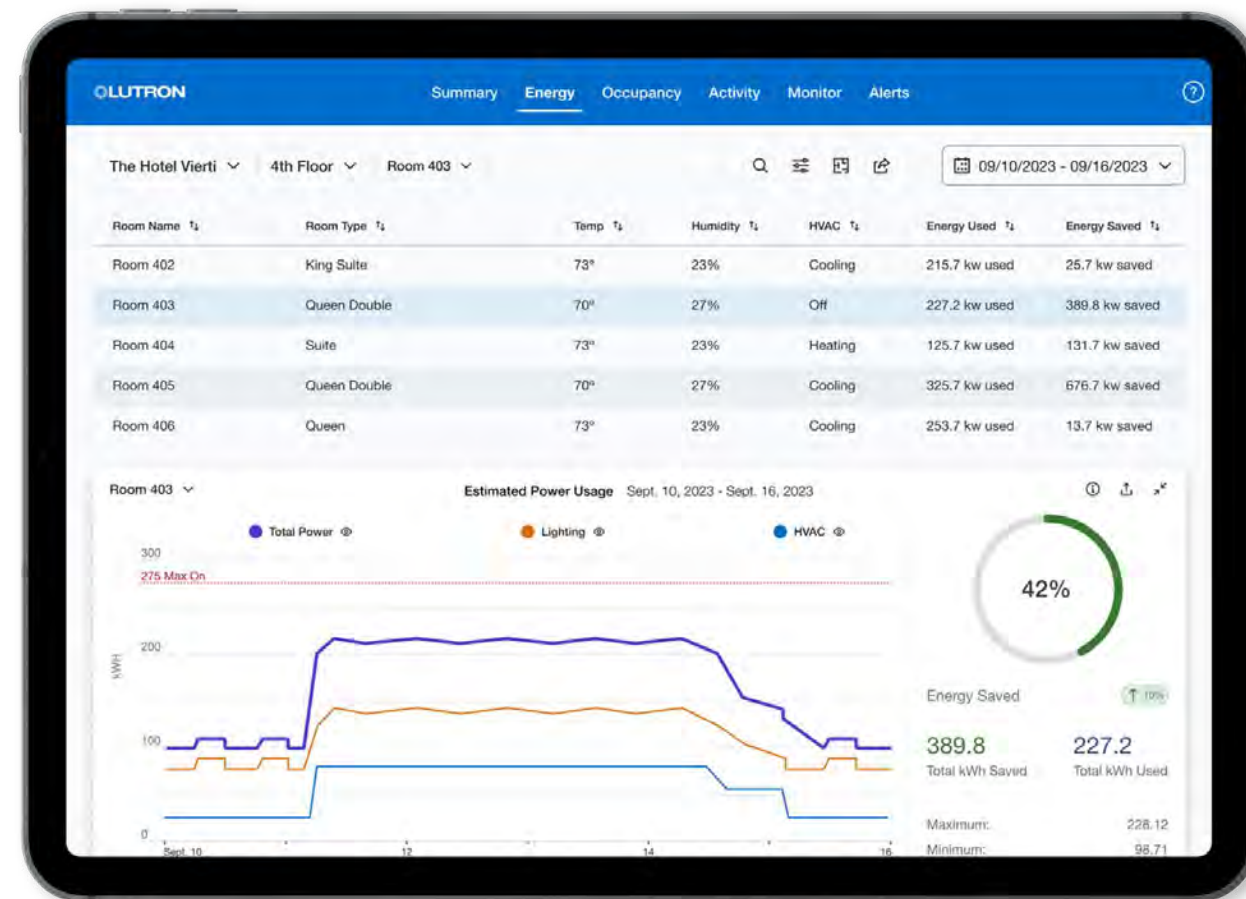 LUTRON Summary Energy Occupancy Activity Monitor Alerts ?
The Hotel Vierti 4th Floor Room 403 09/10/2023 - 09/16/2023
Room Name Room Type Temp Humidity HVAC Energy Used Energy Saved
Room 402 King Suite 73° 23% Cooling 215.7 kw used 25.7 kw saved
Room 403 Queen Double 70° 27% Off 227.2 kw used 389.8 kw saved
Room 404 Suite 73° 23% Heating 125.7 kw used 131.7 kw saved
Room 405 Queen Double 70° 27% Cooling 325.7 kw used 676.7 kw saved
Room 406 Queen 73° 23% Cooling 253.7 kw used 13.7 kw saved
Room 403 Estimated Power Usage Sept. 10, 2023 - Sept. 16, 2023
Total Power Lighting HVAC
300
275 Max On
200
kWH
100
0
Sept. 10 12 14 16
42%
Energy Saved 10%
389.8 227.2
Total kWh Saved Total kWh Used
Maximum: 228.12
Minimum: 98.71